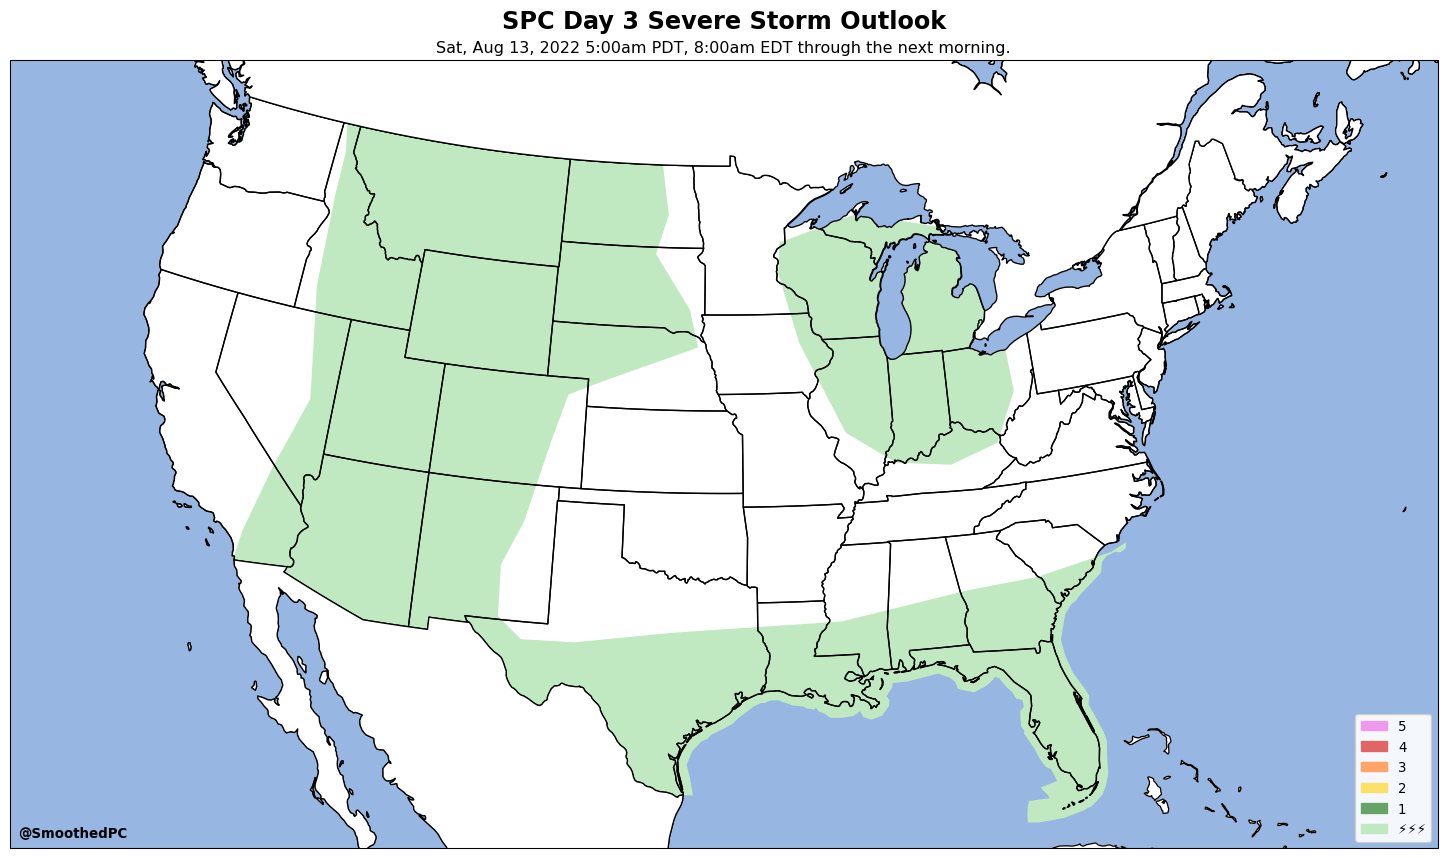 SPC Day 3 Severe Storm Outlook
Sat, Aug 13, 2022 5:00am PDT, 8:00am EDT through the next morning.
5
4
3
2
1
⚡⚡⚡
@SmoothedPC